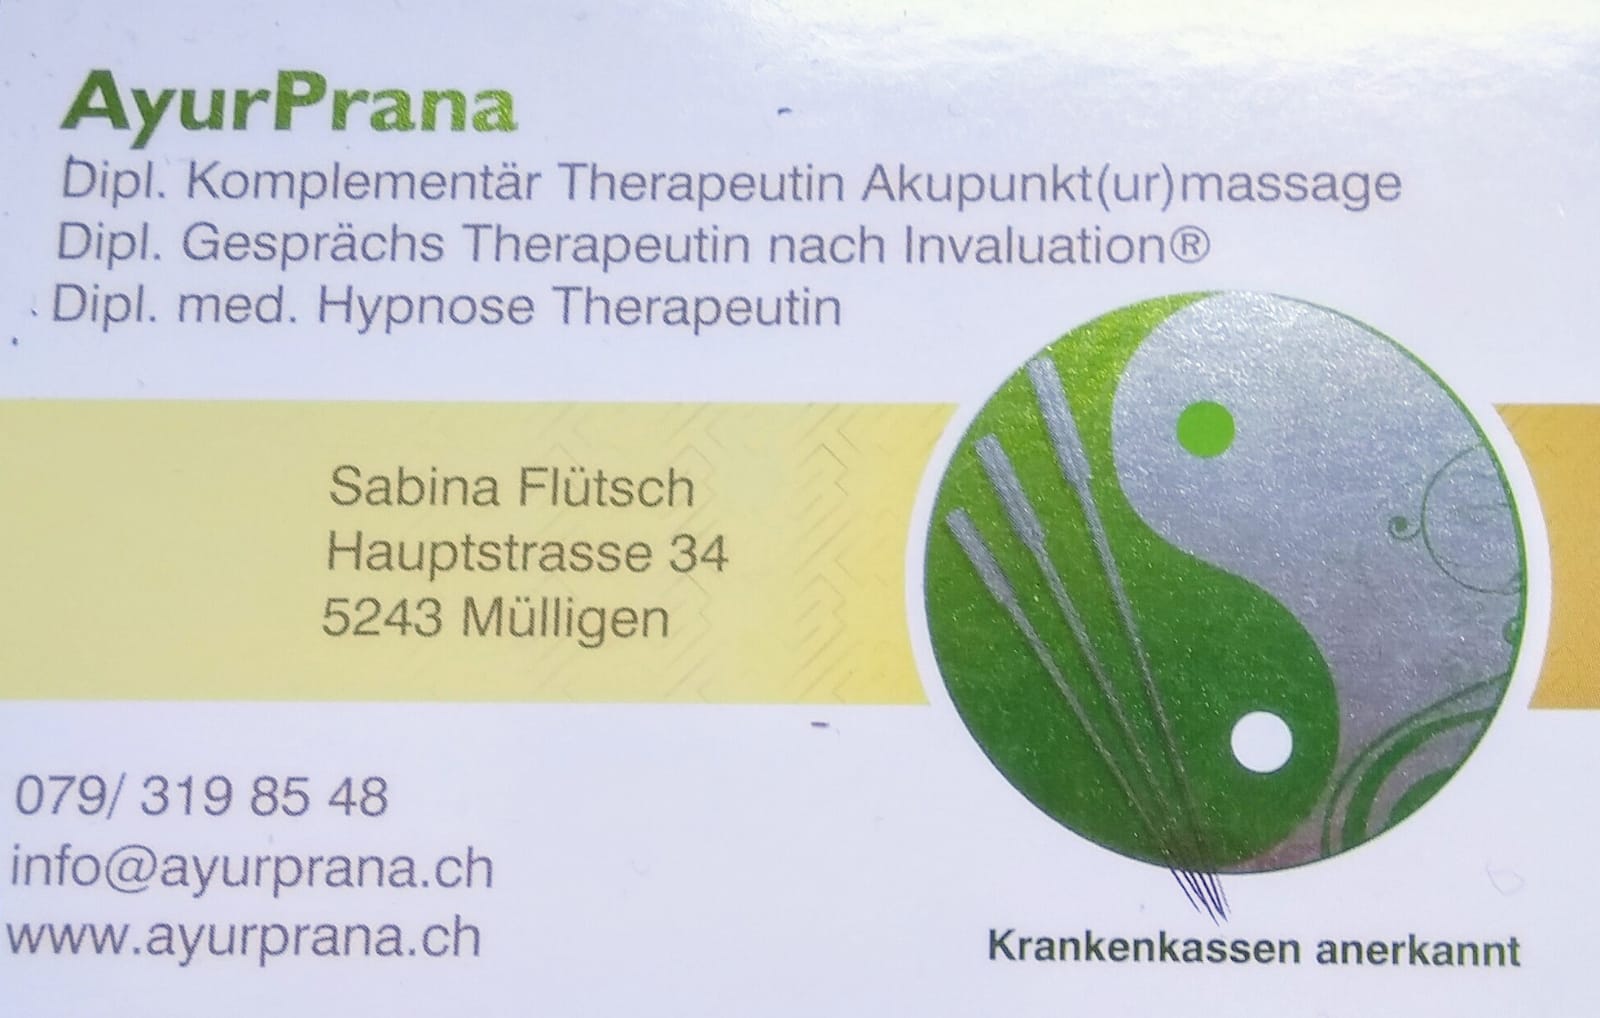 AyurPrana
Dipl. Komplementär Therapeutin Akupunkt(ur)massage
Dipl. Gesprächs Therapeutin nach Invaluation®
Dipl. med. Hypnose Therapeutin
Sabina Flütsch
Hauptstrasse 34
5243 Mülligen
079/ 319 85 48
info@ayurprana.ch
www.ayurprana.ch
Krankenkassen anerkannt